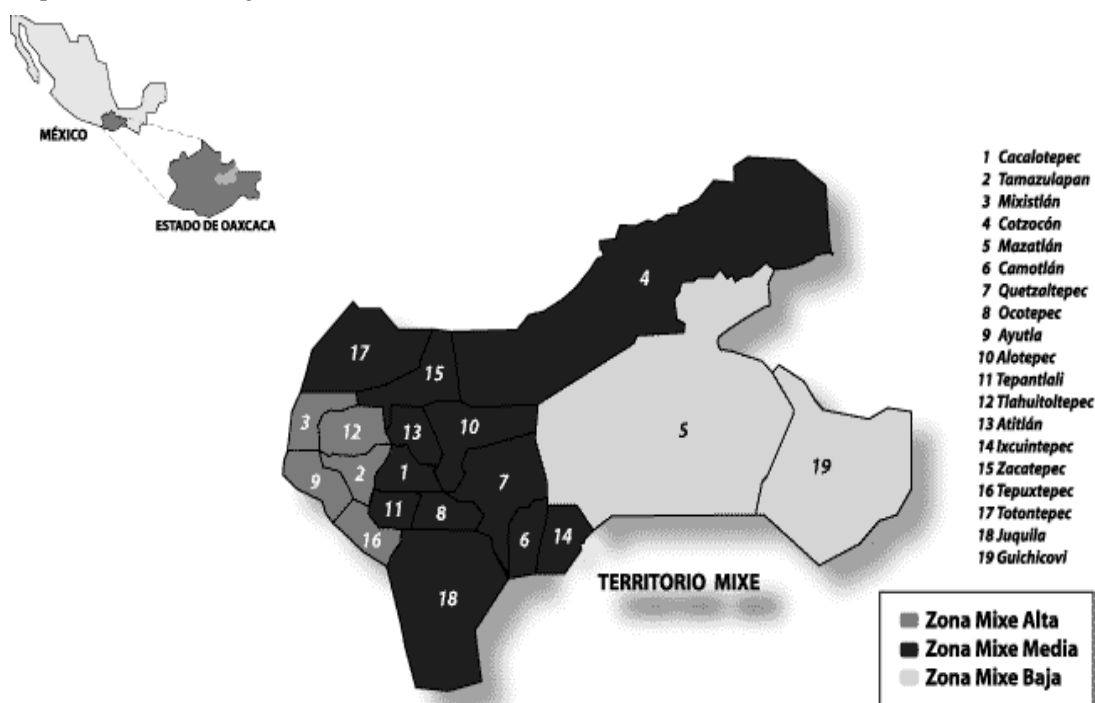 MÉXICO
ESTADO DE OAXCACA
1 Cacalotepec
2 Tamazulapan
3 Mixistlán
4 Cotzocón
5 Mazatlán
6 Camotlán
7 Quetzaltepec
8 Ocotepec
9 Ayutla
10 Alotepec
11 Tepantlali
12 Tlahuitoltepec
13 Atitlán
14 Ixcuintepec
15 Zacatepec
16 Tepuxtepec
17 Totontepec
18 Juquila
19 Guichicovi
4
17
15
3
12
13
10
5
19
9
2
1
7
11
8
16
6
14
18
TERRITORIO MIXE
Zona Mixe Alta
Zona Mixe Media
Zona Mixe Baja